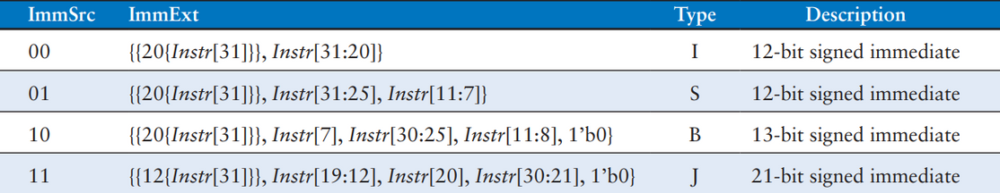 ImmSrc ImmExt Type Description
00 {{20{Instr[31]}}, Instr[31:20]} I 12-bit signed immediate
01 {{20{Instr[31]}}, Instr[31:25], Instr[11:7]} S 12-bit signed immediate
10 {{20{Instr[31]}}, Instr[7], Instr[30:25], Instr[11:8], 1’b0} B 13-bit signed immediate
11 {{12{Instr[31]}}, Instr[19:12], Instr[20], Instr[30:21], 1’b0} J 21-bit signed immediate